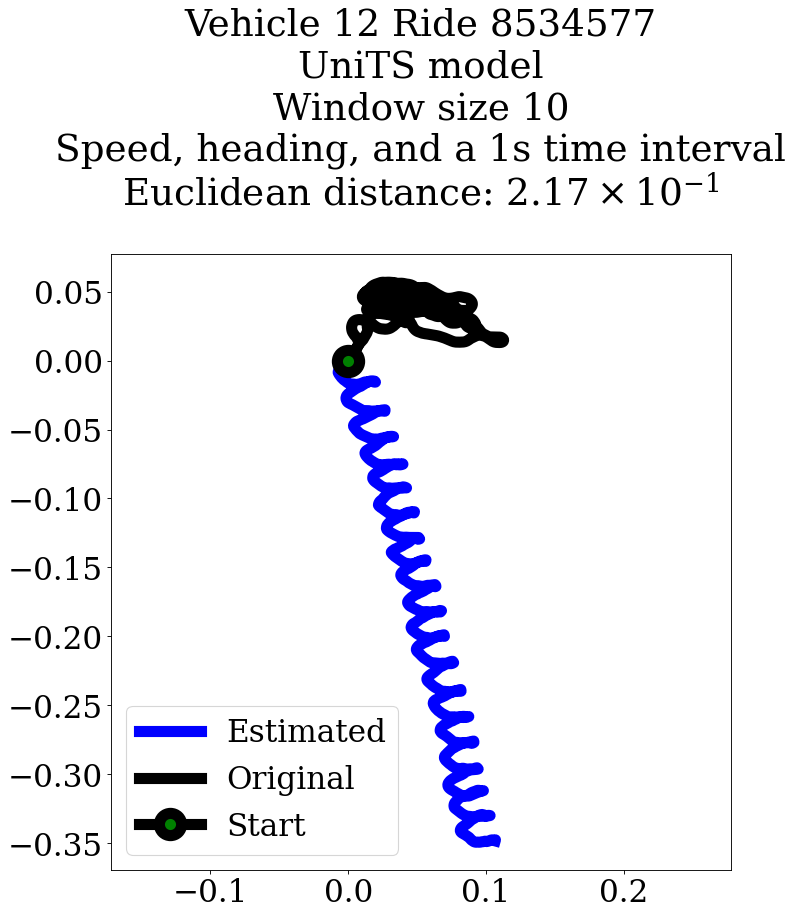 Vehicle 12 Ride 8534577
UniTS model
Window size 10
Speed, heading, and a 1s time interval
Euclidean distance: 2.17 × 10⁻¹
0.05
0.00
−0.05
−0.10
−0.15
−0.20
−0.25
−0.30
−0.35
Estimated
Original
Start
−0.1 0.0 0.1 0.2